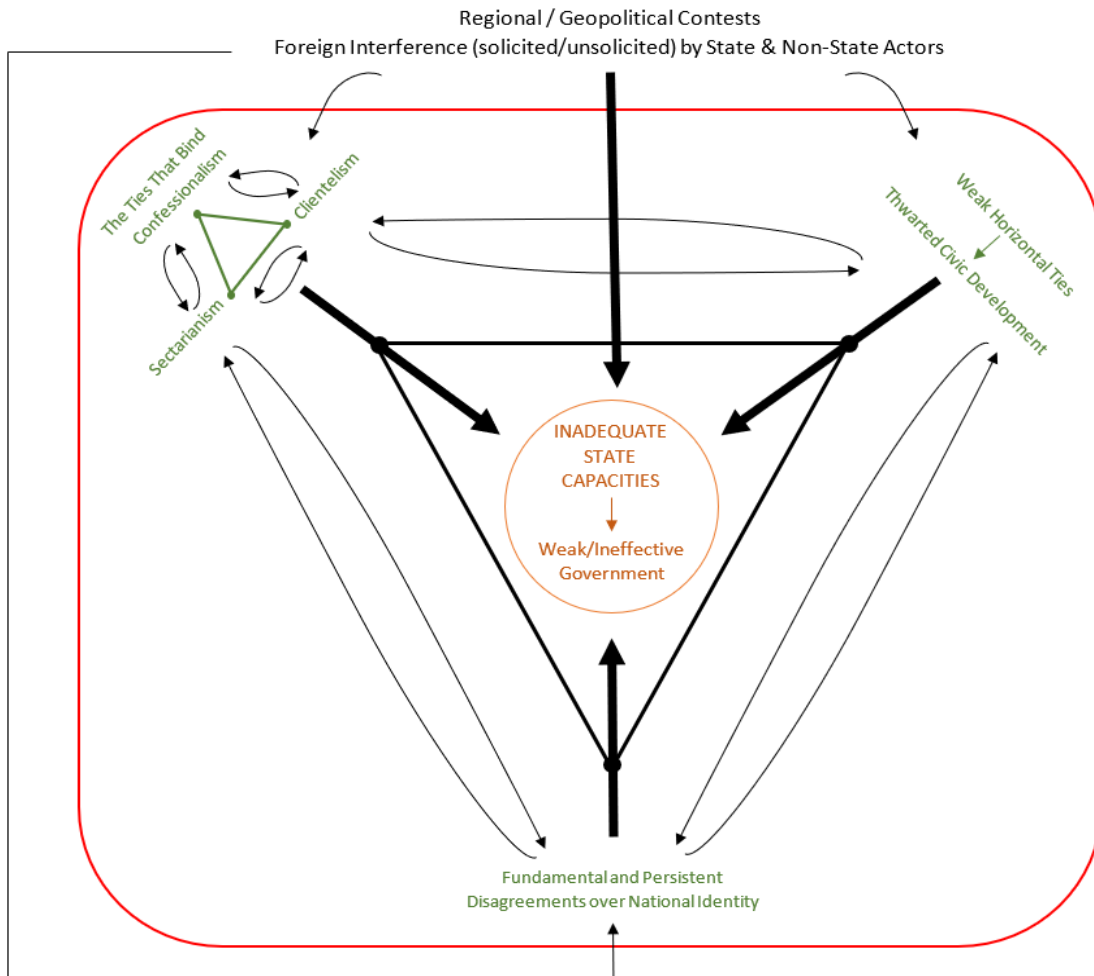 Regional / Geopolitical Contests
Foreign Interference (solicited/unsolicited) by State & Non-State Actors
The Ties That Bind
Confessionalism
Clientelism
Sectarianism
Weak Horizontal Ties
Thwarted Civic Development
INADEQUATE
STATE
CAPACITIES
Weak/Ineffective
Government
Fundamental and Persistent
Disagreements over National Identity